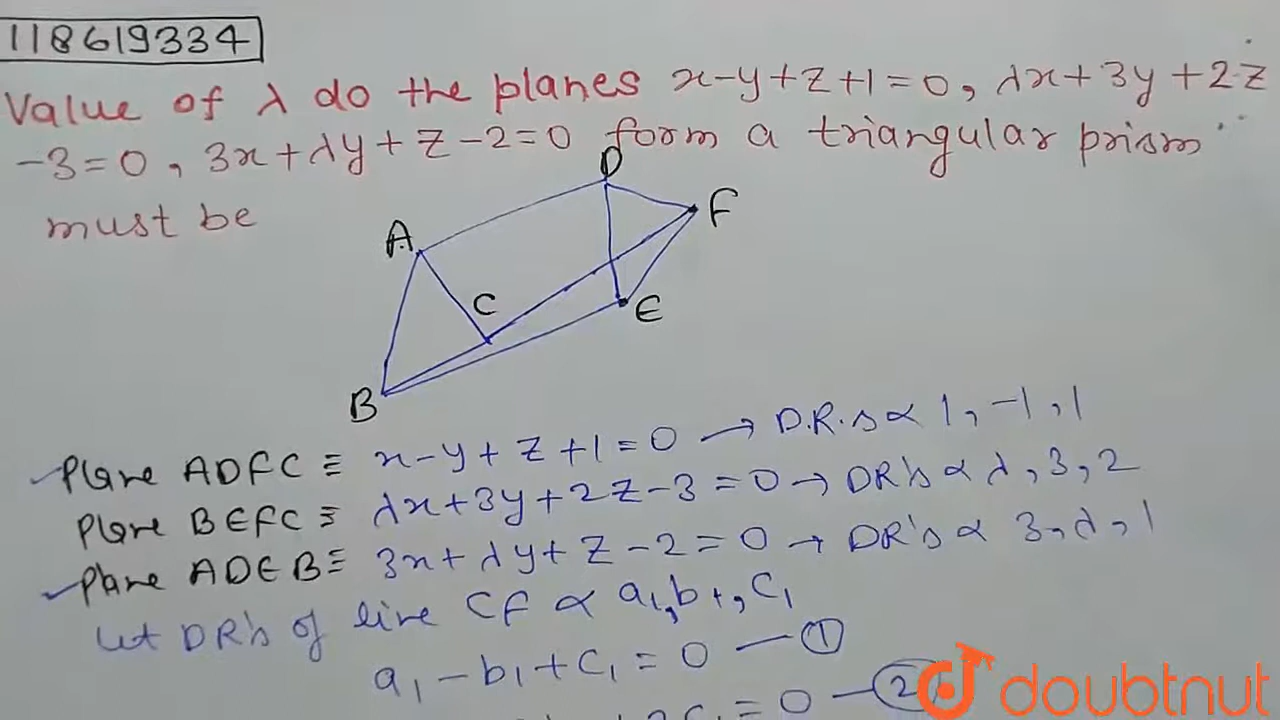 118619334
Value of λ do the planes x-y+z+1=0, λx+3y+2z
-3=0, 3x+λy+z-2=0 form a triangular prism
must be
D
F
A
C
E
B
Plane ADFC ≡ x-y+z+1=0 → D.R.s ∝ 1, -1, 1
Plane BEFC ≡ λx+3y+2z-3=0 → DR's ∝ λ, 3, 2
Plane ADEB ≡ 3x+λy+z-2=0 → DR's ∝ 3, λ, 1
Let DR's of line CF ∝ a₁, b₁, c₁
a₁-b₁+c₁=0 — ①
c₁=0 — ②
doubtnut